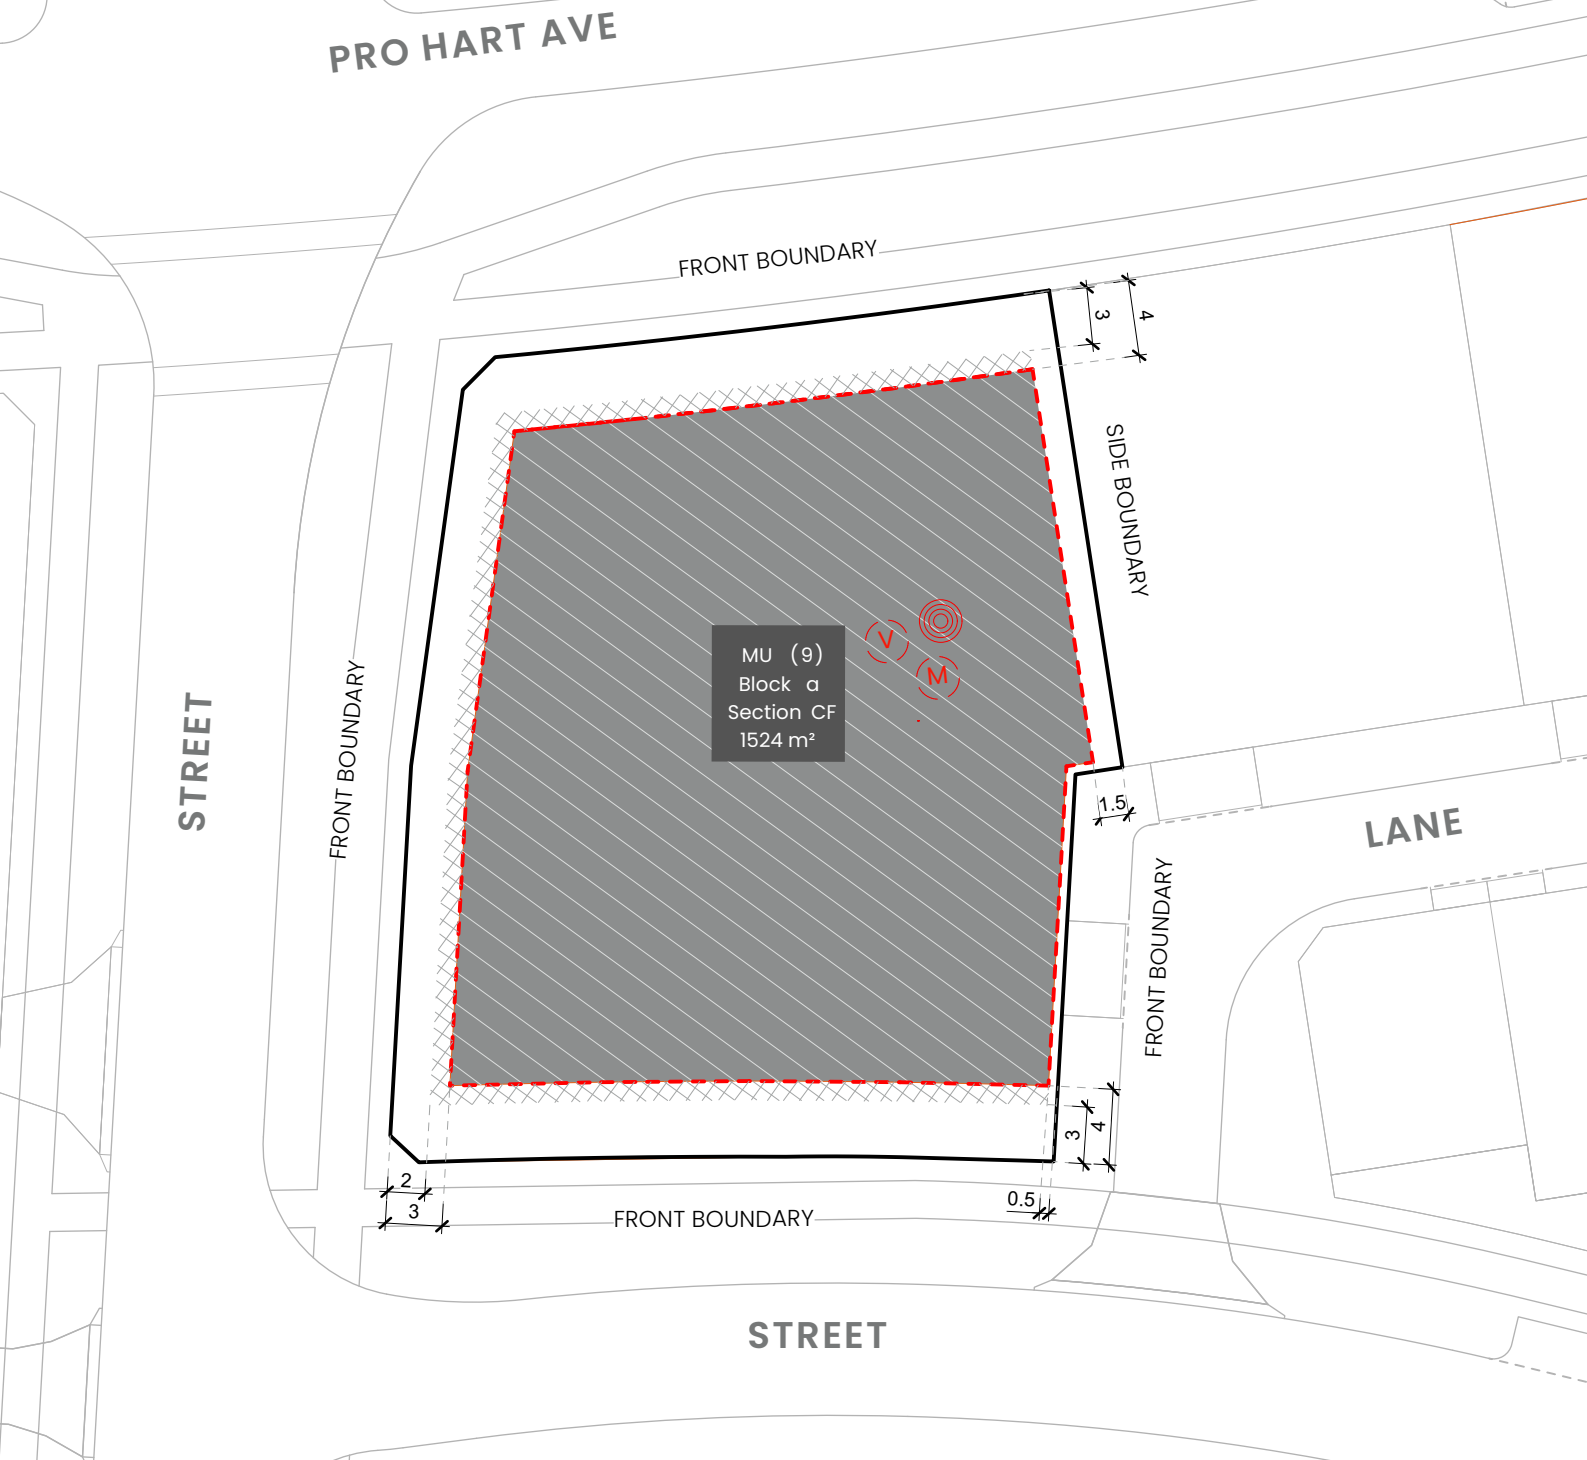 PRO HART AVE
FRONT BOUNDARY
3
4
SIDE BOUNDARY
V
M
MU (9)
Block a
Section CF
1524 m²
STREET
FRONT BOUNDARY
1.5
LANE
FRONT BOUNDARY
3
4
2
3
0.5
FRONT BOUNDARY
STREET